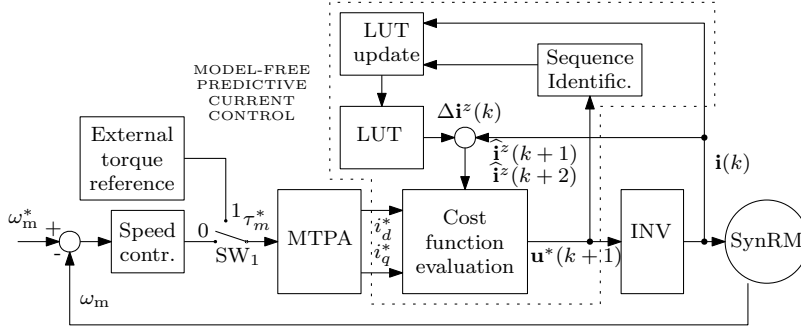 LUT
update
Sequence
Identific.
MODEL-FREE
PREDICTIVE
CURRENT
CONTROL
LUT
Δi^z(k)
External
torque
reference
î^z(k+1)
î^z(k+2)
i(k)
ω*_m
+
-
Speed
contr.
0
1
τ*_m
SW_1
MTPA
i*_d
i*_q
Cost
function
evaluation
u*(k+1)
INV
SynRM
ω_m